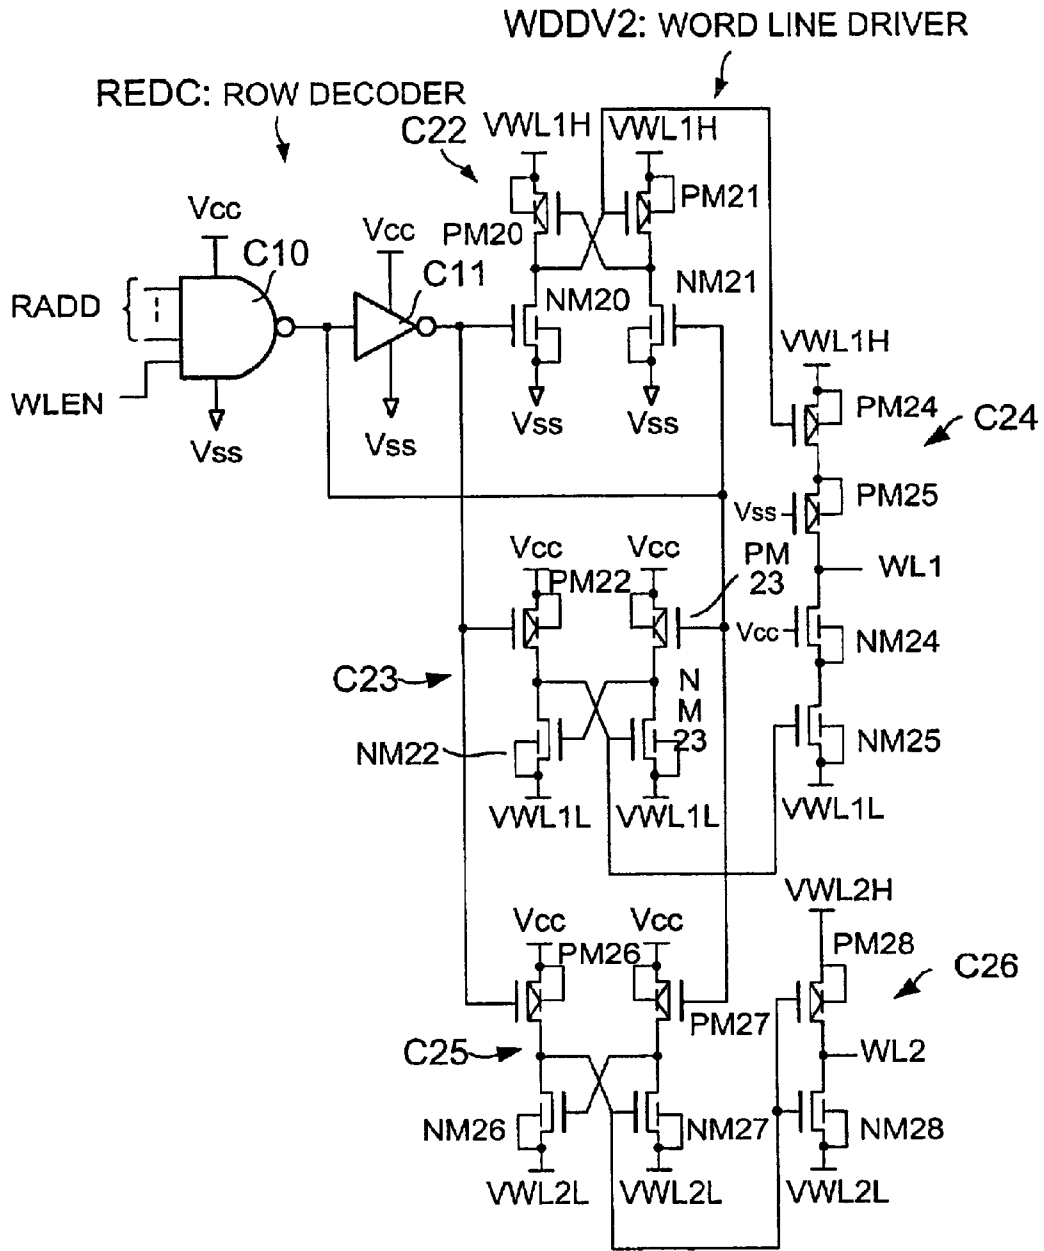 WDDV2: WORD LINE DRIVER
REDC: ROW DECODER
C22
VWL1H
VWL1H
PM20
PM21
Vcc
C10
Vcc
C11
NM20
NM21
RADD
WLEN
Vss
Vss
Vss
Vss
VWL1H
PM24
C24
PM25
Vss
WL1
Vcc
NM24
NM25
VWL1L
Vcc
Vcc
PM22
PM
23
C23
N
M
23
NM22
VWL1L
VWL1L
VWL2H
PM28
C26
Vcc
Vcc
PM26
PM27
C25
WL2
NM26
NM27
NM28
VWL2L
VWL2L
VWL2L